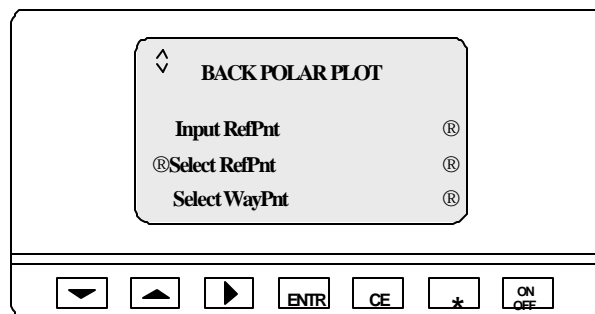 BACK POLAR PLOT
Input RefPnt ®
®Select RefPnt ®
Select WayPnt ®
ENTR CE * ON OFF